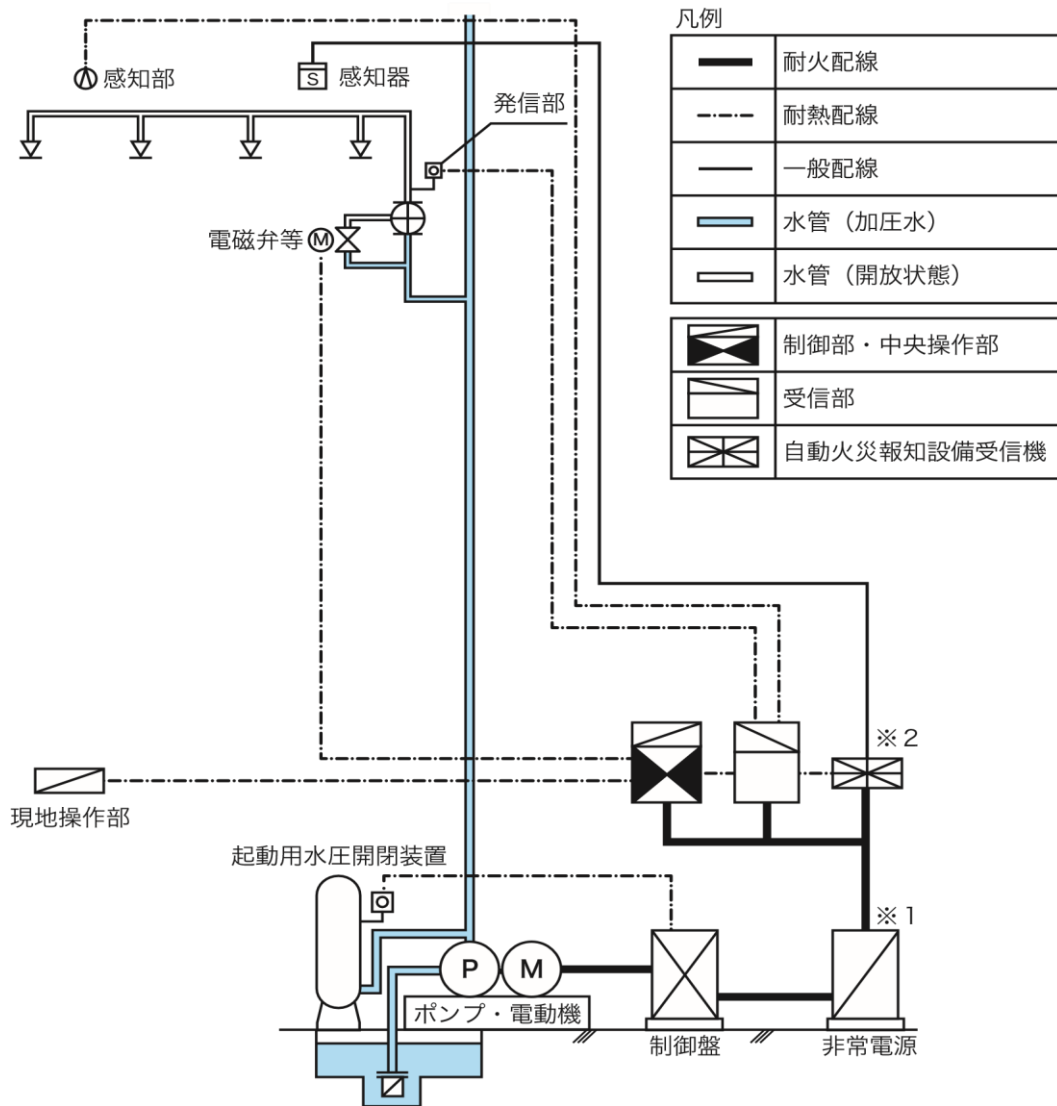 凡例
耐火配線
耐熱配線
一般配線
水管（加圧水）
水管（開放状態）
制御部・中央操作部
受信部
自動火災報知設備受信機
感知部
S
感知器
発信部
電磁弁等
M
※2
現地操作部
起動用水圧開閉装置
※1
P
M
ポンプ・電動機
制御盤
非常電源